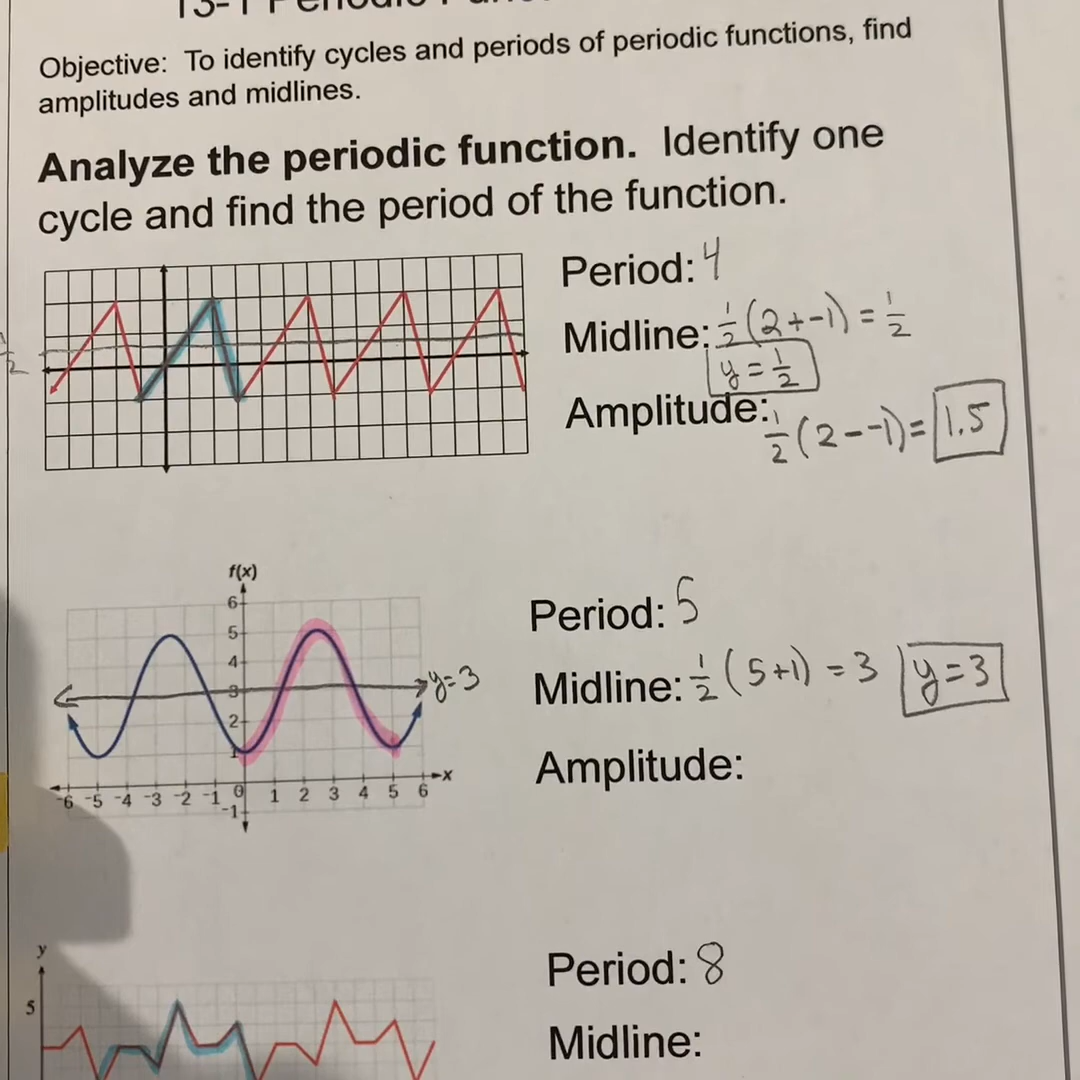 Objective: To identify cycles and periods of periodic functions, find
amplitudes and midlines.
Analyze the periodic function. Identify one
cycle and find the period of the function.
Period: 4
Midline: 1/2 (2+-1) = 1/2
y = 1/2
Amplitude: 1/2 (2--1) = 1.5
f(x)
6
5
4
3
2
1
-6 -5 -4 -3 -2 -1 0 1 2 3 4 5 6 x
-1
y=3
Period: 5
Midline: 1/2 (5+1) = 3 y=3
Amplitude:
y
5
Period: 8
Midline: